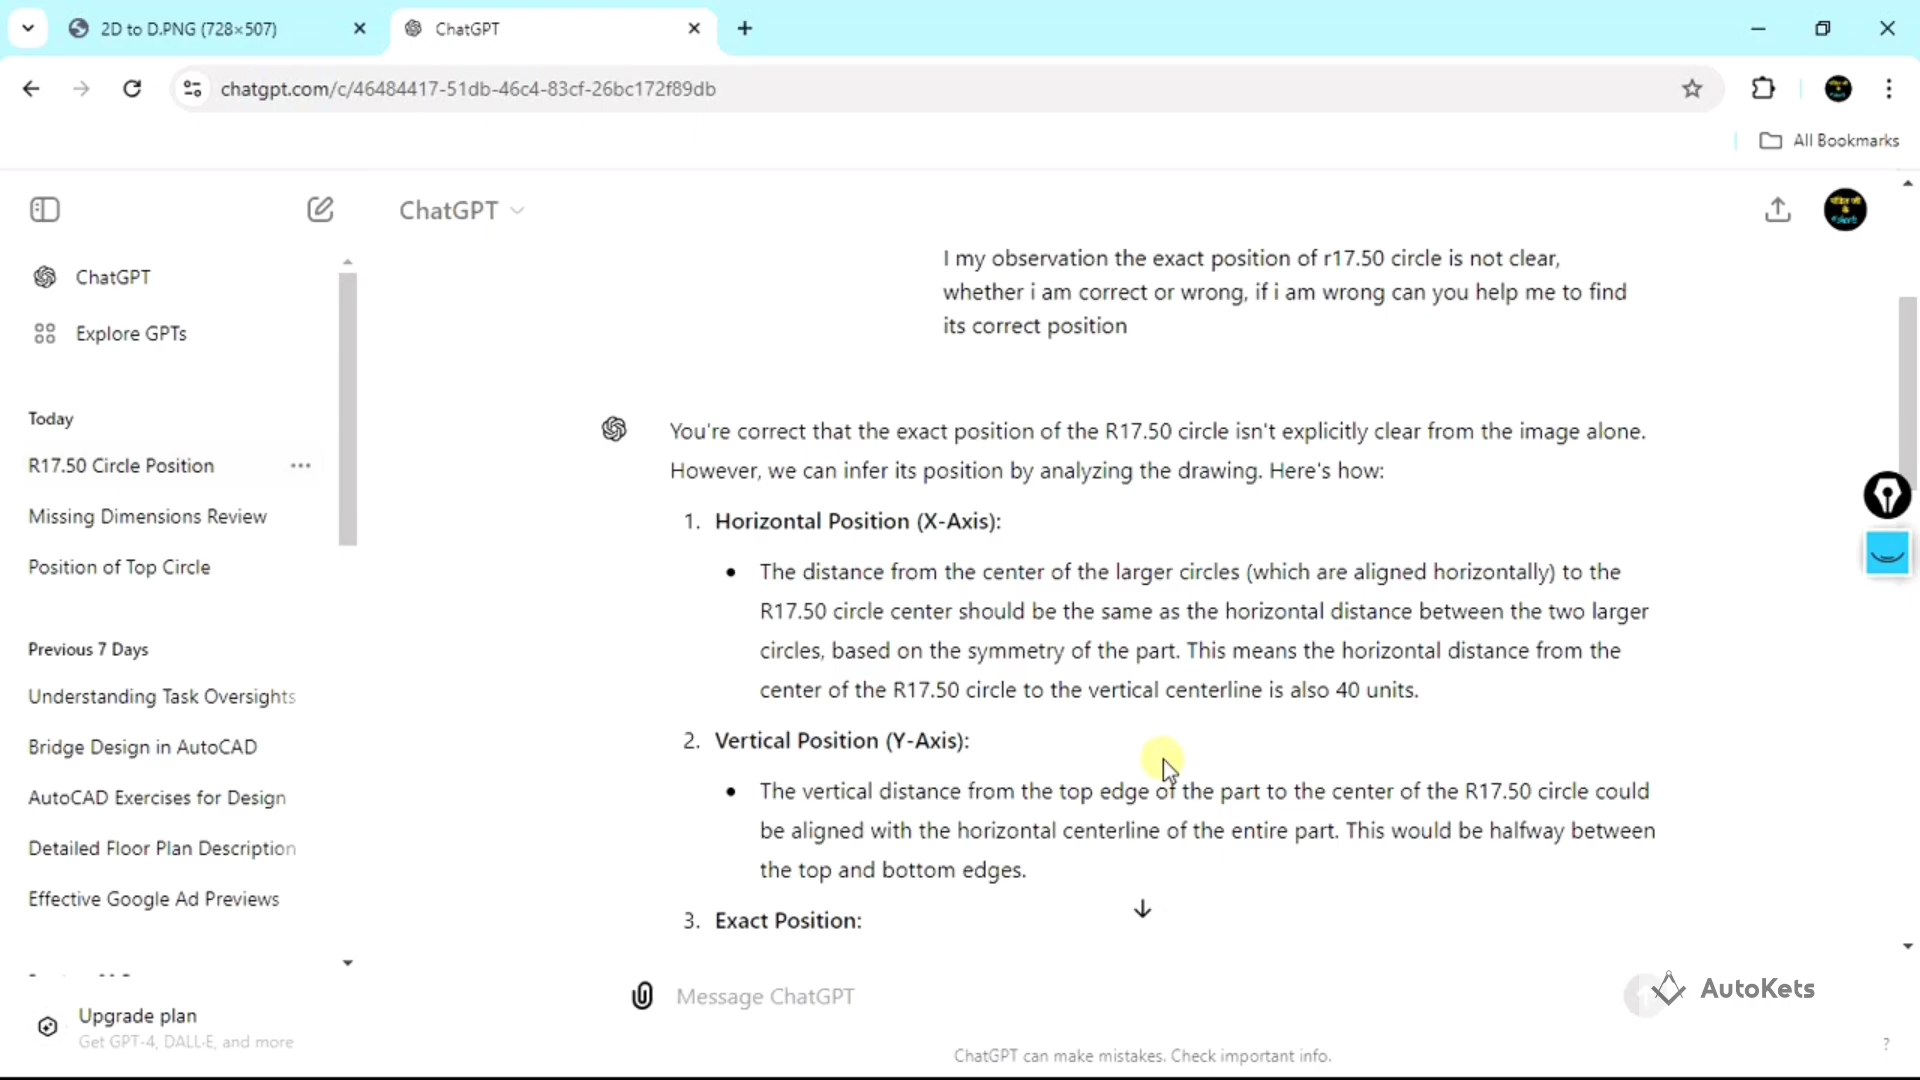 2D to D.PNG (728×507)
ChatGPT
chatgpt.com/c/46484417-51db-46c4-83cf-26bc172f89db
All Bookmarks
ChatGPT
ChatGPT
Explore GPTs
Today
R17.50 Circle Position
Missing Dimensions Review
Position of Top Circle
Previous 7 Days
Understanding Task Oversights
Bridge Design in AutoCAD
AutoCAD Exercises for Design
Detailed Floor Plan Description
Effective Google Ad Previews
Upgrade plan
Get GPT-4, DALL·E, and more
I my observation the exact position of r17.50 circle is not clear,
whether i am correct or wrong, if i am wrong can you help me to find
its correct position
You're correct that the exact position of the R17.50 circle isn't explicitly clear from the image alone.
However, we can infer its position by analyzing the drawing. Here's how:
1. Horizontal Position (X-Axis):
• The distance from the center of the larger circles (which are aligned horizontally) to the
R17.50 circle center should be the same as the horizontal distance between the two larger
circles, based on the symmetry of the part. This means the horizontal distance from the
center of the R17.50 circle to the vertical centerline is also 40 units.
2. Vertical Position (Y-Axis):
• The vertical distance from the top edge of the part to the center of the R17.50 circle could
be aligned with the horizontal centerline of the entire part. This would be halfway between
the top and bottom edges.
3. Exact Position:
Message ChatGPT
AutoKets
ChatGPT can make mistakes. Check important info.
?